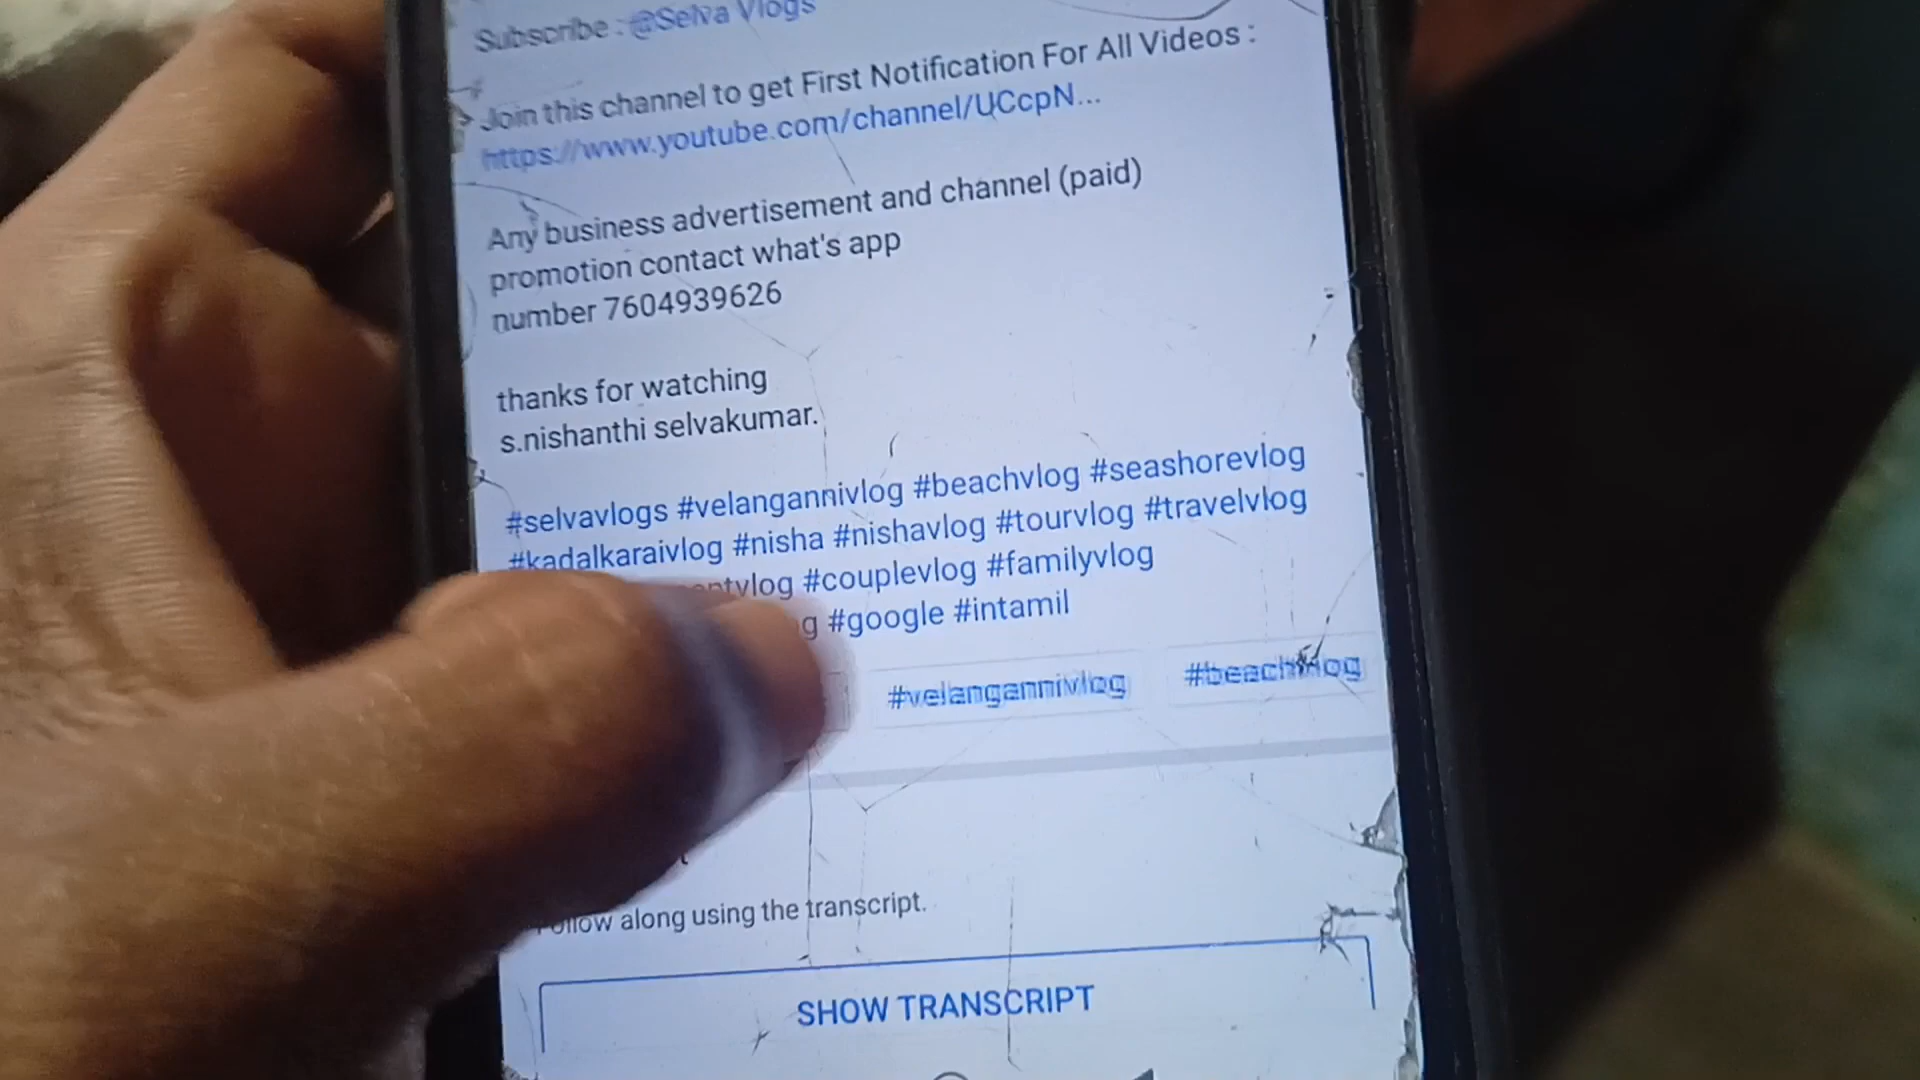 Subscribe : @Selva Vlogs
Join this channel to get First Notification For All Videos :
https://www.youtube.com/channel/UCcpN...
Any business advertisement and channel (paid)
promotion contact what's app
number 7604939626
thanks for watching
s.nishanthi selvakumar.
#selvavlogs #velangannivlog #beachvlog #seashorevlog
#kadalkaraivlog #nisha #nishavlog #tourvlog #travelvlog
#couplevlog #familyvlog
#google #intamil
#velangannivlog #beachvlog
along using the transcript.
SHOW TRANSCRIPT